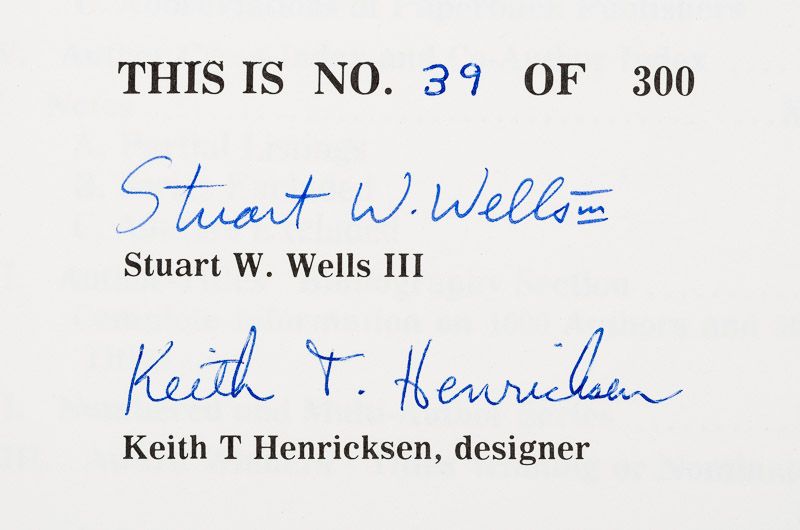 THIS IS NO. 39 OF 300
Stuart W. Wells III
Stuart W. Wells III
Keith T. Henricksen
Keith T Henricksen, designer